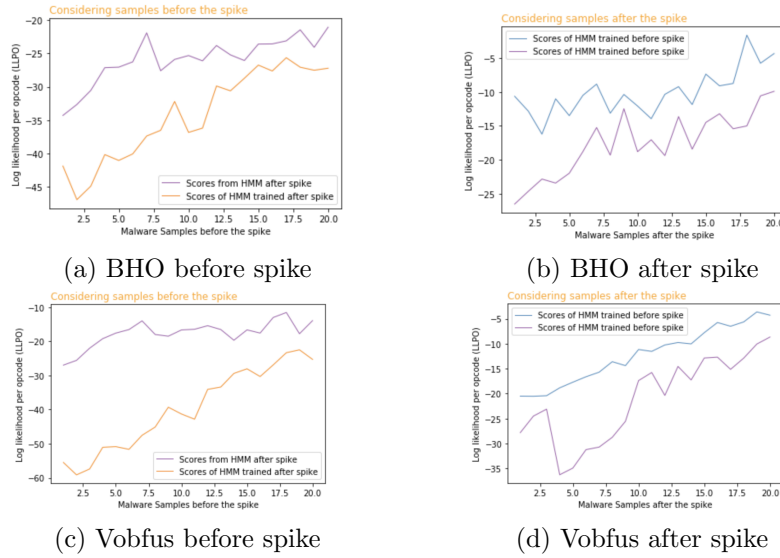 Considering samples before the spike
Log likelihood per opcode (LLPO)
−20
−25
−30
−35
−40
−45
Scores from HMM after spike
Scores of HMM trained after spike
2.5 5.0 7.5 10.0 12.5 15.0 17.5 20.0
Malware Samples before the spike
(a) BHO before spike
Considering samples after the spike
Log likelihood per opcode (LLPO)
Scores of HMM trained before spike
Scores of HMM trained before spike
−5
−10
−15
−20
−25
2.5 5.0 7.5 10.0 12.5 15.0 17.5 20.0
Malware Samples after the spike
(b) BHO after spike
Considering samples before the spike
Log likelihood per opcode (LLPO)
−10
−20
−30
−40
−50
−60
Scores from HMM after spike
Scores of HMM trained after spike
2.5 5.0 7.5 10.0 12.5 15.0 17.5 20.0
Malware Samples before the spike
(c) Vobfus before spike
Considering samples after the spike
Log likelihood per opcode (LLPO)
Scores of HMM trained before spike
Scores of HMM trained before spike
−5
−10
−15
−20
−25
−30
−35
2.5 5.0 7.5 10.0 12.5 15.0 17.5 20.0
Malware Samples after the spike
(d) Vobfus after spike